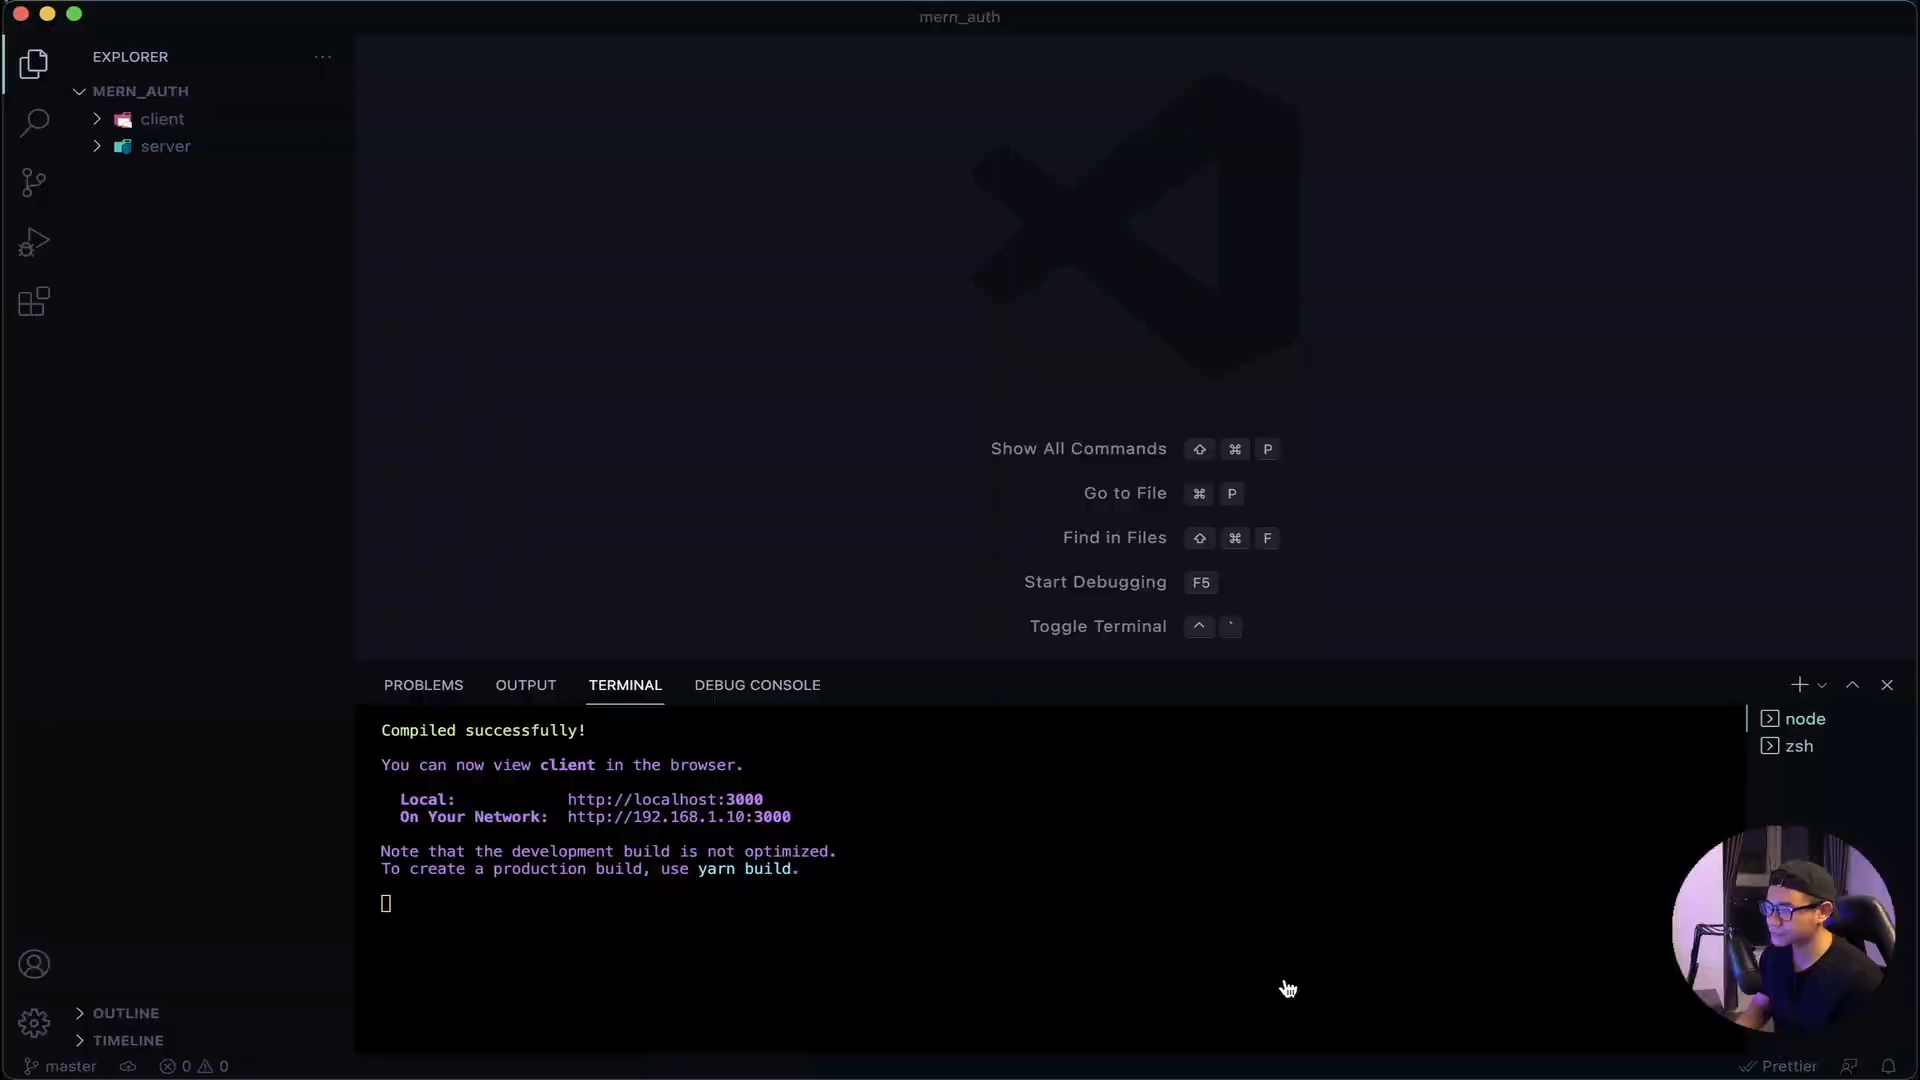 mern_auth
EXPLORER
MERN_AUTH
client
server
Show All Commands ⇧ ⌘ P
Go to File ⌘ P
Find in Files ⇧ ⌘ F
Start Debugging F5
Toggle Terminal ^ `
PROBLEMS OUTPUT TERMINAL DEBUG CONSOLE
Compiled successfully!
You can now view client in the browser.
Local: http://localhost:3000
On Your Network: http://192.168.1.10:3000
Note that the development build is not optimized.
To create a production build, use yarn build.
node
zsh
OUTLINE
TIMELINE
master 0 0
Prettier